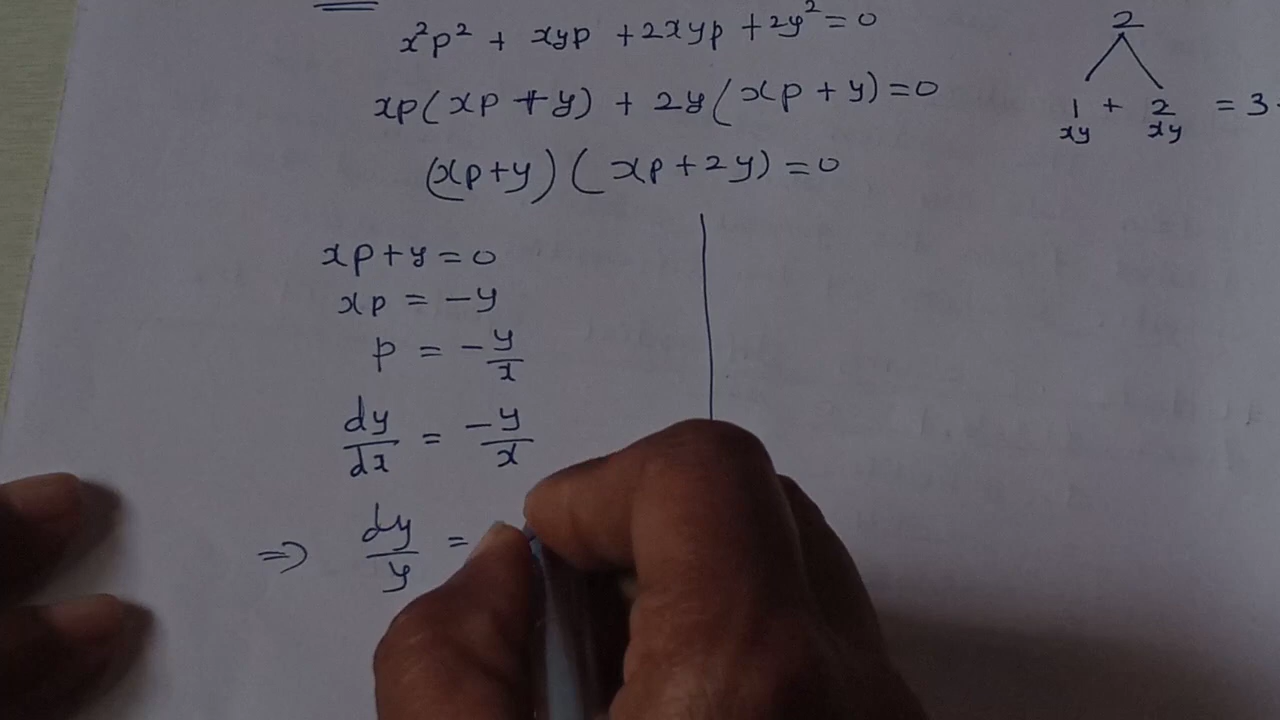 x²p² + xyp + 2xyp + 2y² = 0
xp(xp + y) + 2y(xp + y) = 0
(xp+y)(xp+2y) = 0
2
1 + 2 = 3
xy xy
xp+y = 0
xp = -y
p = -y/x
dy/dx = -y/x
⇒ dy/y =